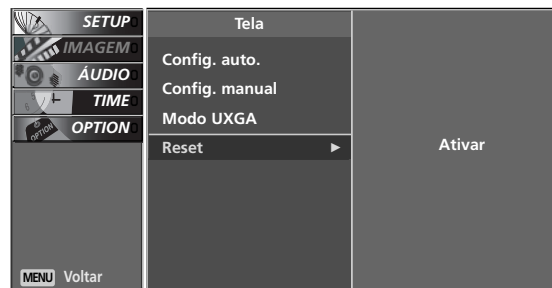 SETUP
IMAGEM
ÁUDIO
TIME
OPTION
MENU Voltar
Tela
Config. auto.
Config. manual
Modo UXGA
Reset ►
Ativar